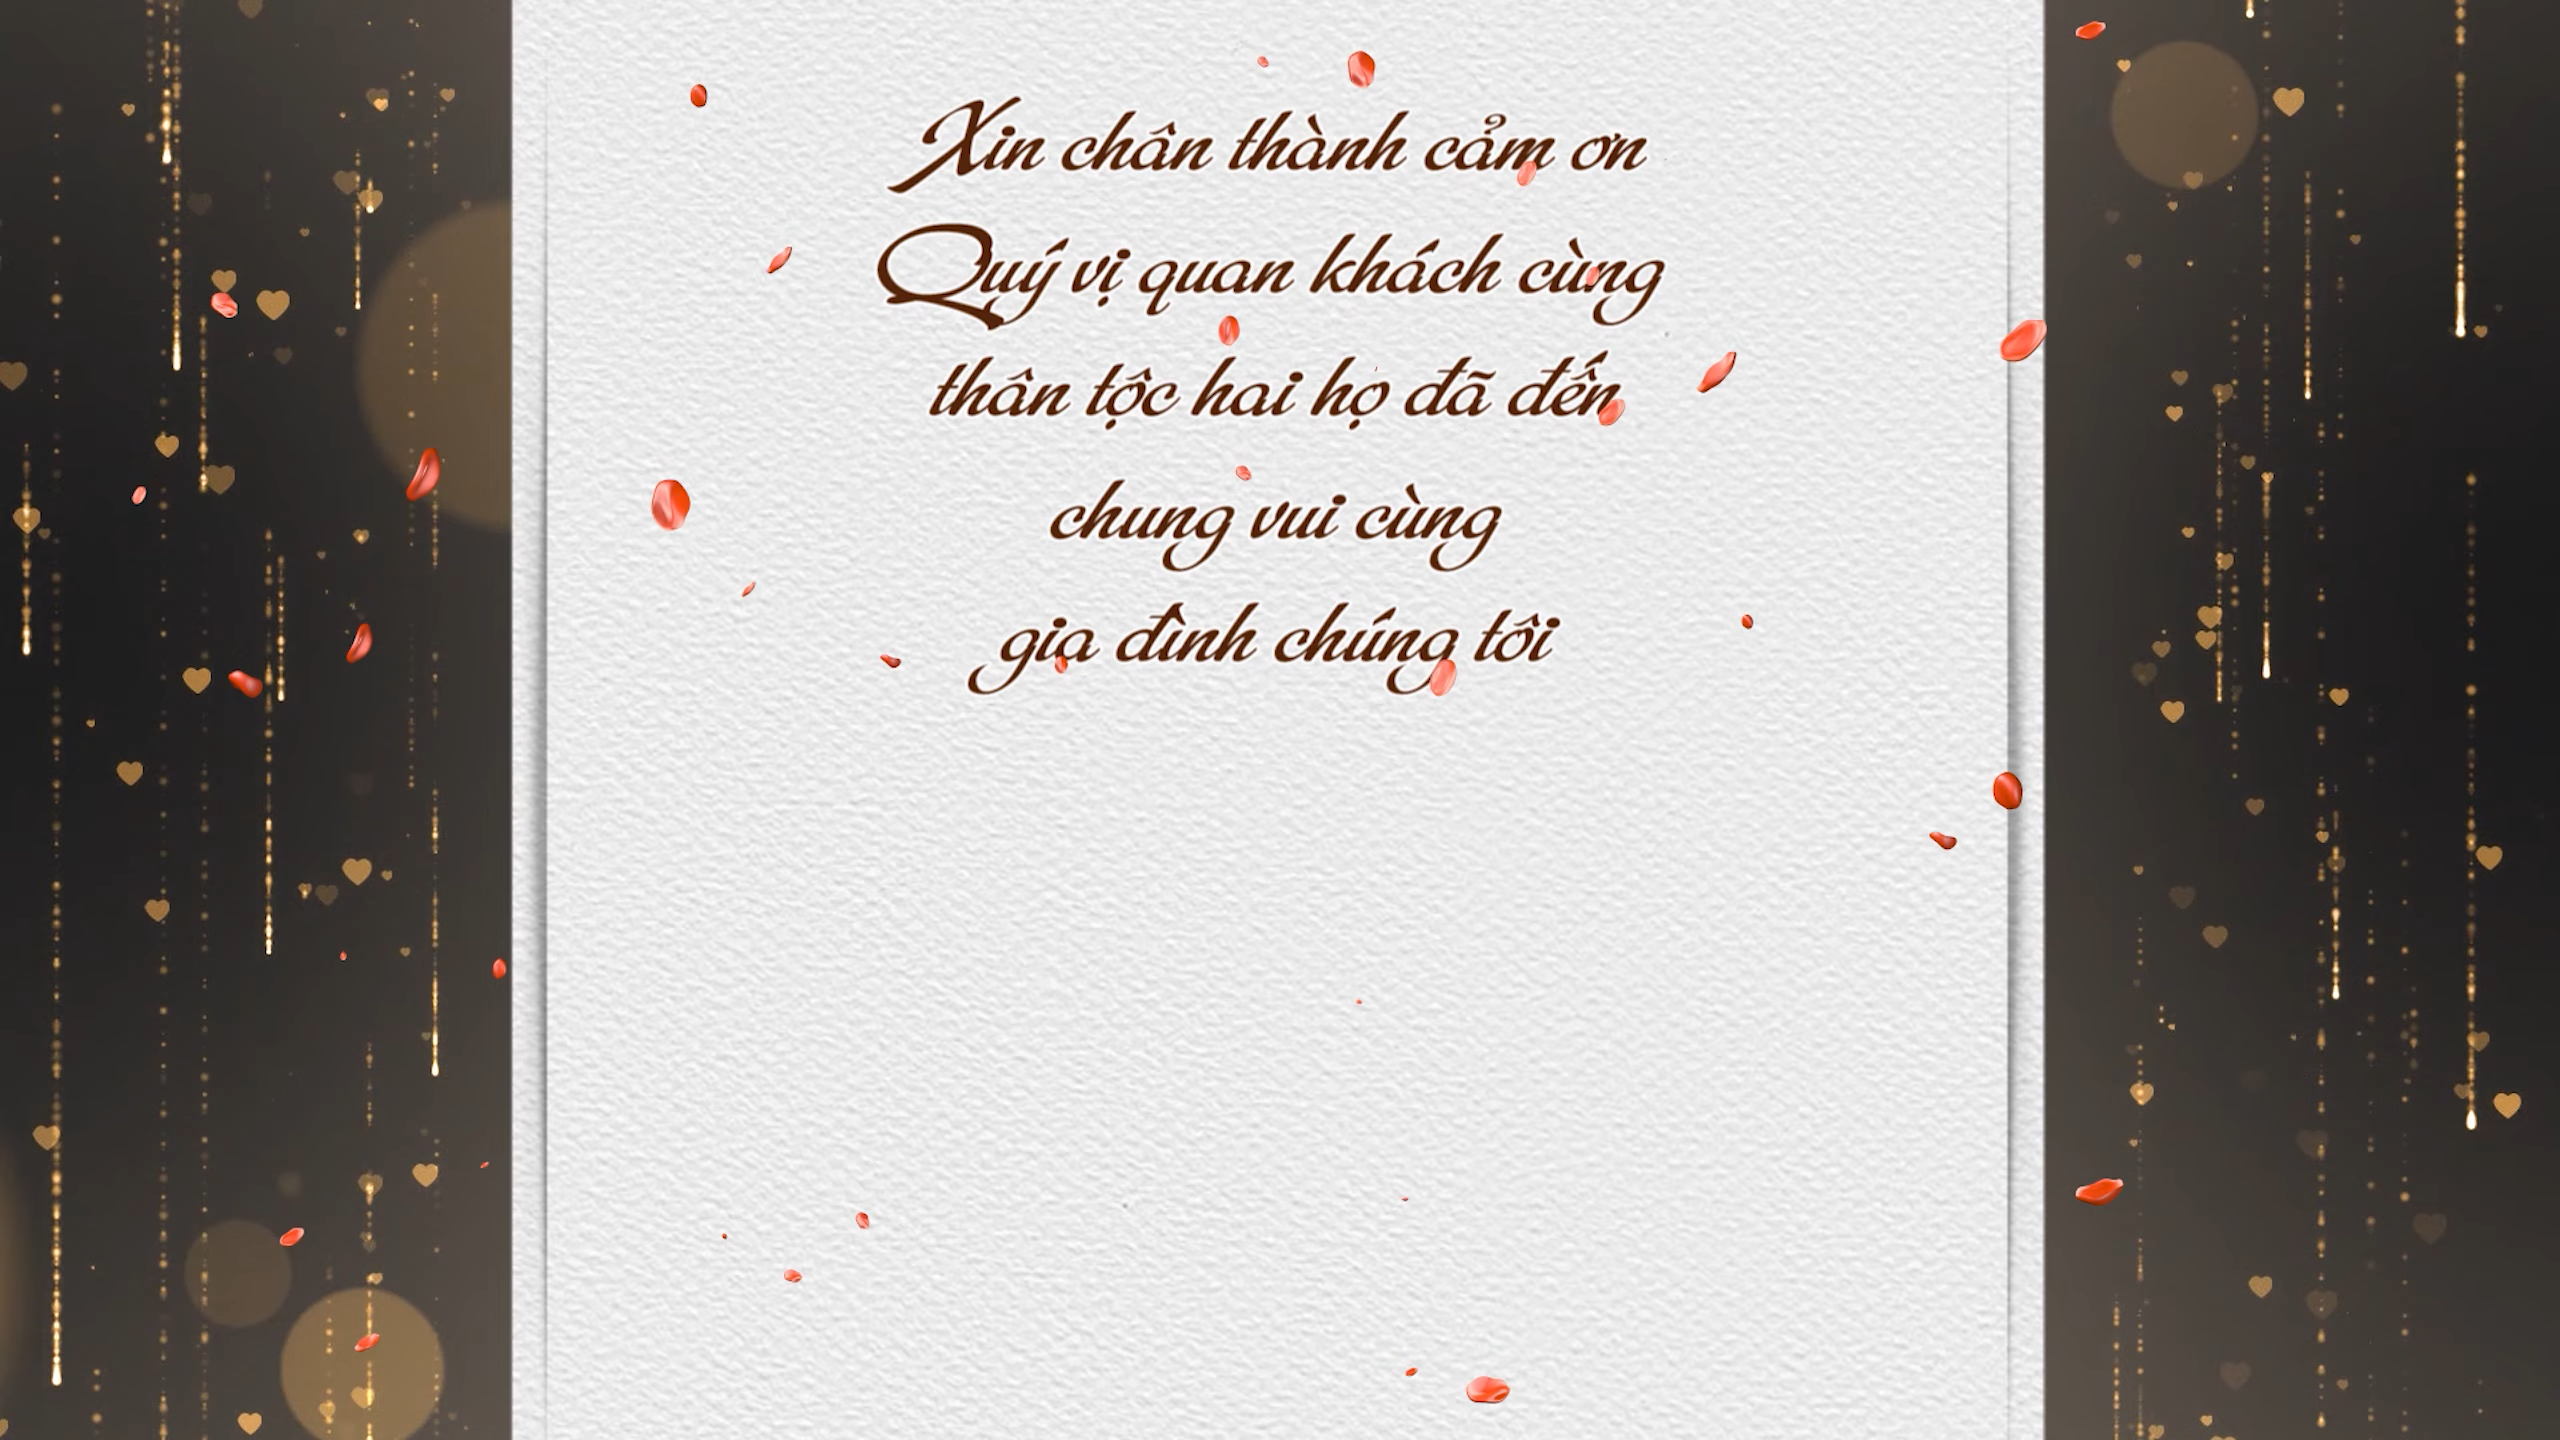 Xin chân thành cảm ơn
Quý vị quan khách cùng
thân tộc hai họ đã đến
chung vui cùng
gia đình chúng tôi